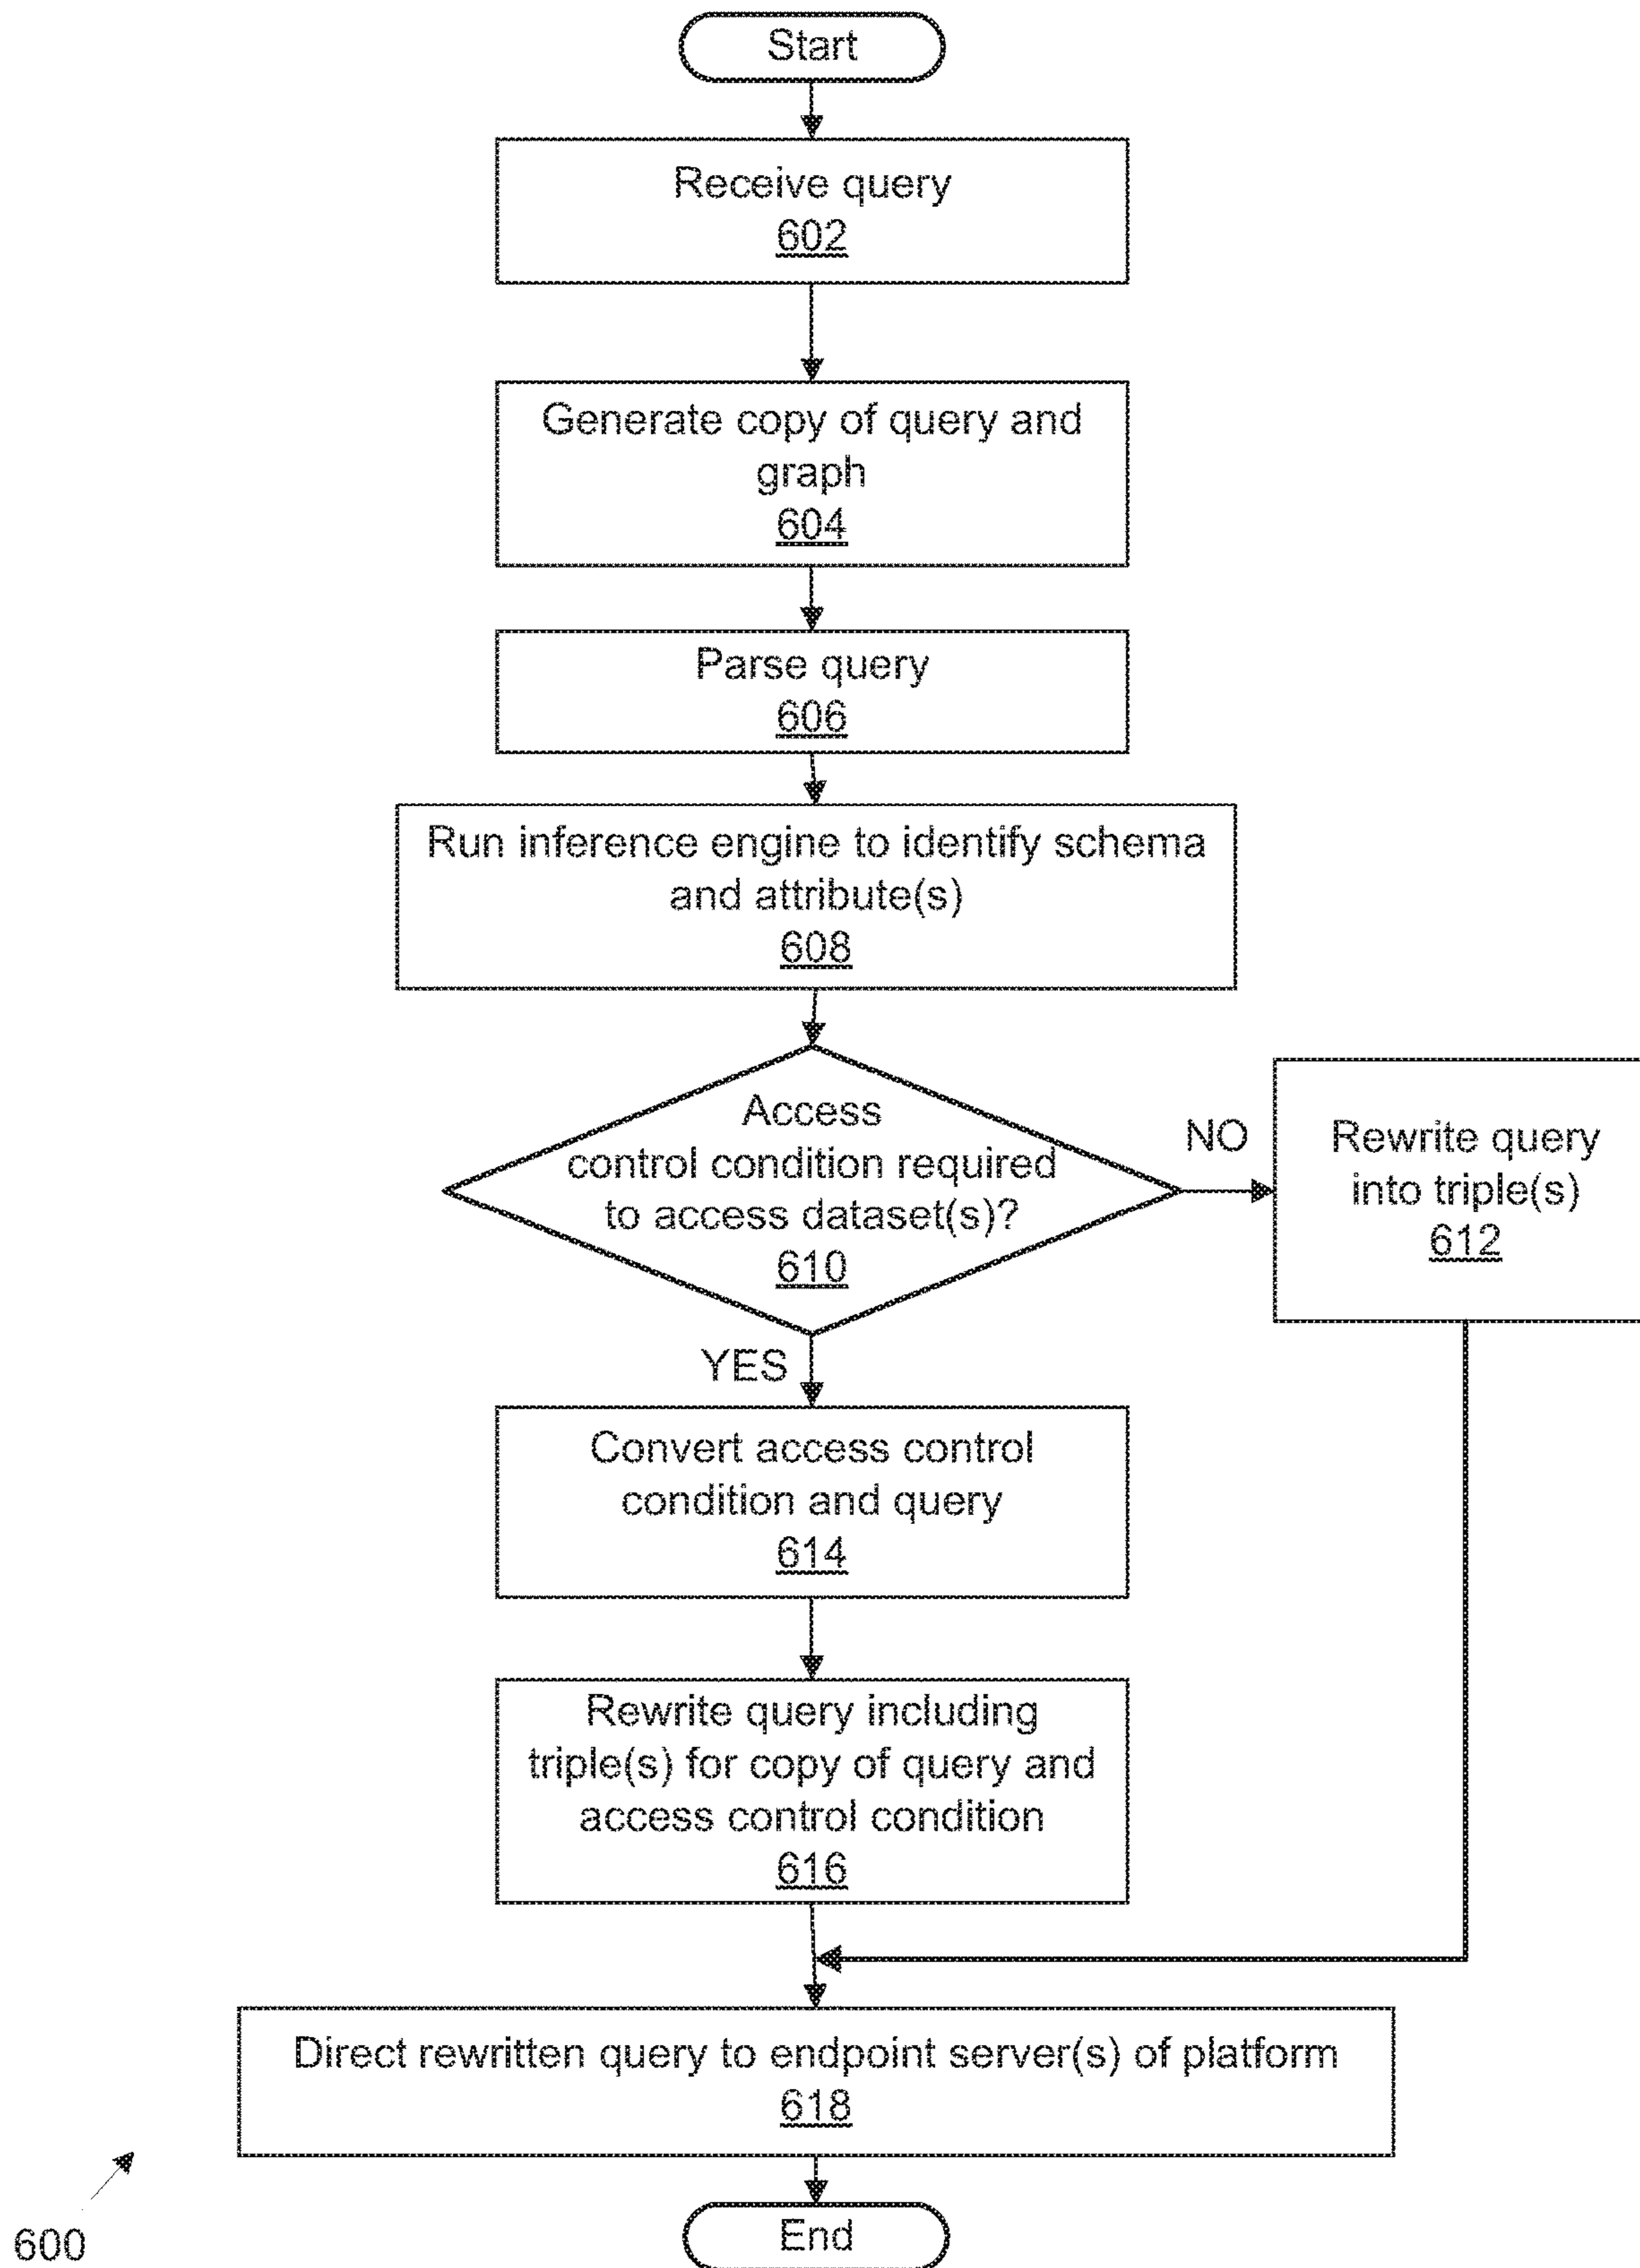 Start
Receive query
602
Generate copy of query and
graph
604
Parse query
606
Run inference engine to identify schema
and attribute(s)
608
Access
control condition required
to access dataset(s)?
610
NO
Rewrite query
into triple(s)
612
YES
Convert access control
condition and query
614
Rewrite query including
triple(s) for copy of query and
access control condition
616
Direct rewritten query to endpoint server(s) of platform
618
End
600